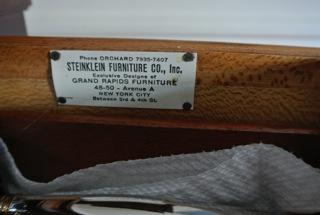 Phone ORCHARD 7935-7407
STEINKLEIN FURNITURE CO., Inc.
Exclusive Designs of
GRAND RAPIDS FURNITURE
48-50 - Avenue A
NEW YORK CITY
Between 3rd & 4th St.